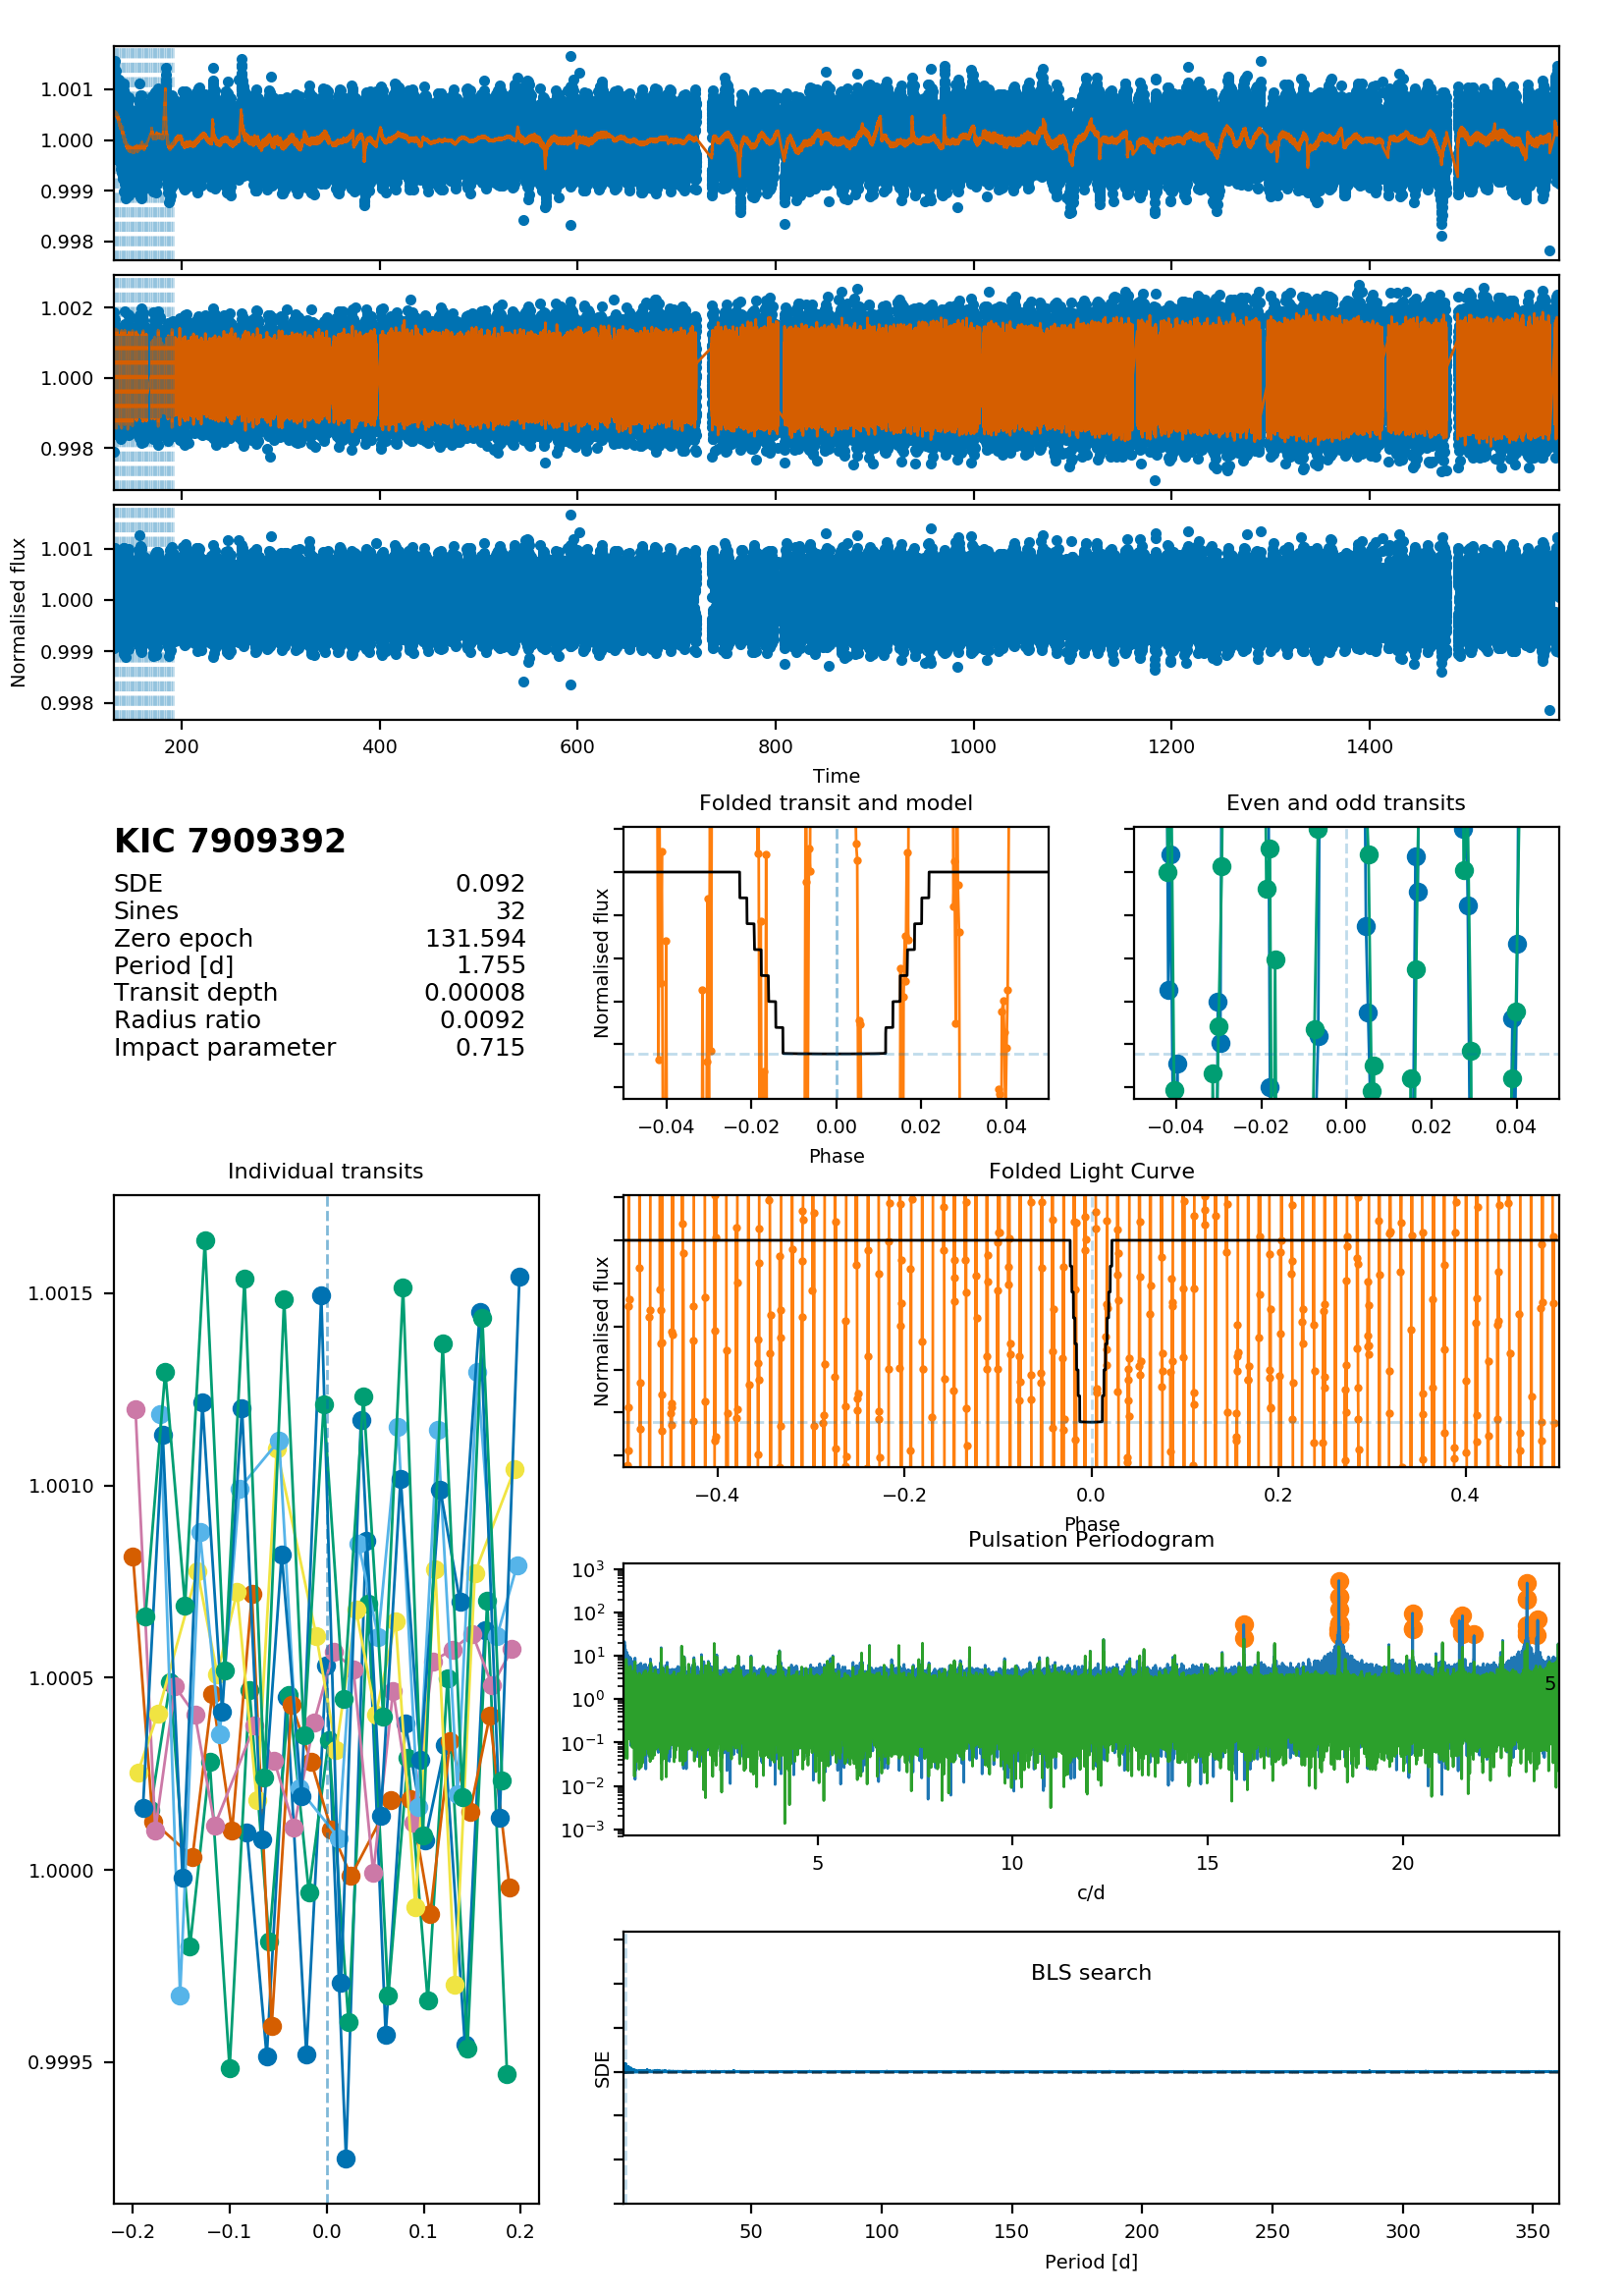 1.001
1.000
0.999
0.998
1.002
1.000
0.998
1.001
1.000
0.999
0.998
Normalised flux
200 400 600 800 1000 1200 1400
Time
KIC 7909392
SDE 0.092
Sines 32
Zero epoch 131.594
Period [d] 1.755
Transit depth 0.00008
Radius ratio 0.0092
Impact parameter 0.715
Folded transit and model
Normalised flux
−0.04 −0.02 0.00 0.02 0.04
Phase
Even and odd transits
−0.04 −0.02 0.00 0.02 0.04
Individual transits
1.0015
1.0010
1.0005
1.0000
0.9995
−0.2 −0.1 0.0 0.1 0.2
Folded Light Curve
Normalised flux
−0.4 −0.2 0.0 0.2 0.4
Phase
Pulsation Periodogram
10³
10²
10¹
10⁰
10⁻¹
10⁻²
10⁻³
5
5 10 15 20
c/d
BLS search
SDE
50 100 150 200 250 300 350
Period [d]